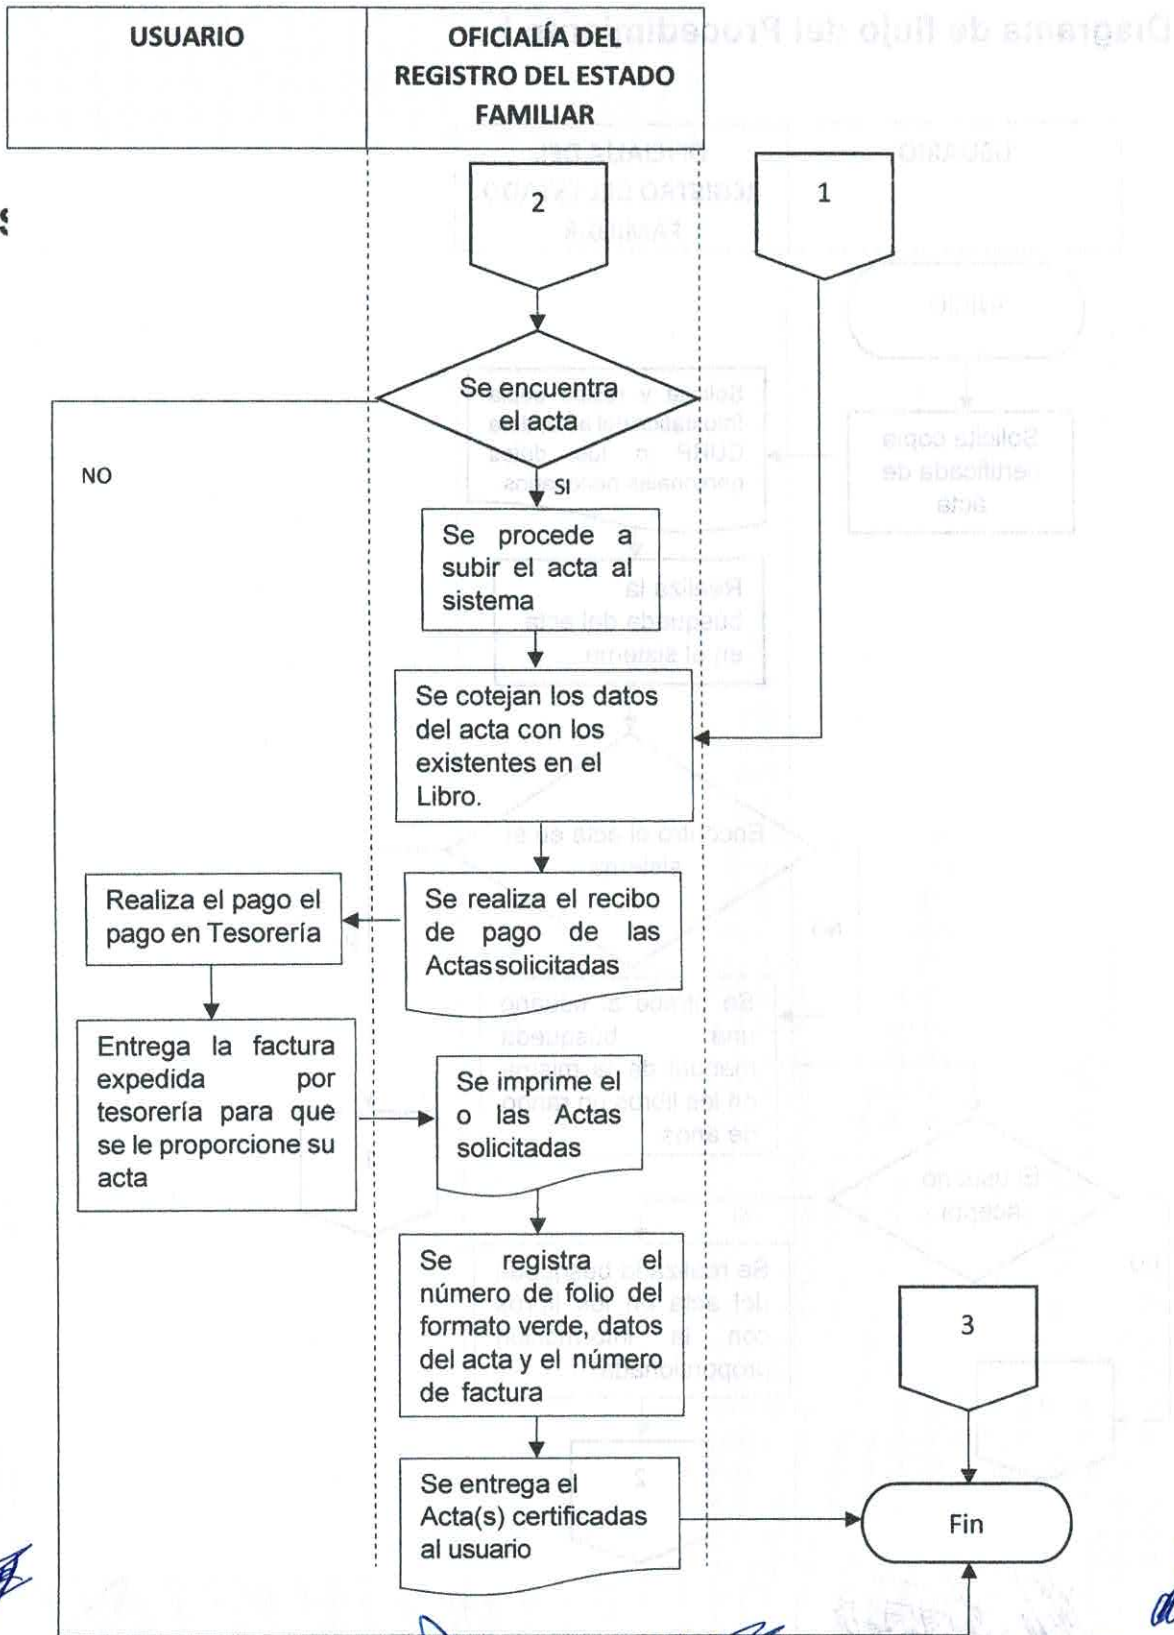 USUARIO
OFICIALÍA DEL
REGISTRO DEL ESTADO
FAMILIAR
2
1
Se encuentra
el acta
NO
SI
Se procede a
subir el acta al
sistema
Se cotejan los datos
del acta con los
existentes en el
Libro.
Realiza el pago el
pago en Tesorería
Se realiza el recibo
de pago de las
Actas solicitadas
Entrega la factura
expedida por
tesorería para que
se le proporcione su
acta
Se imprime el
o las Actas
solicitadas
Se registra el
número de folio del
formato verde, datos
del acta y el número
de factura
3
Se entrega el
Acta(s) certificadas
al usuario
Fin